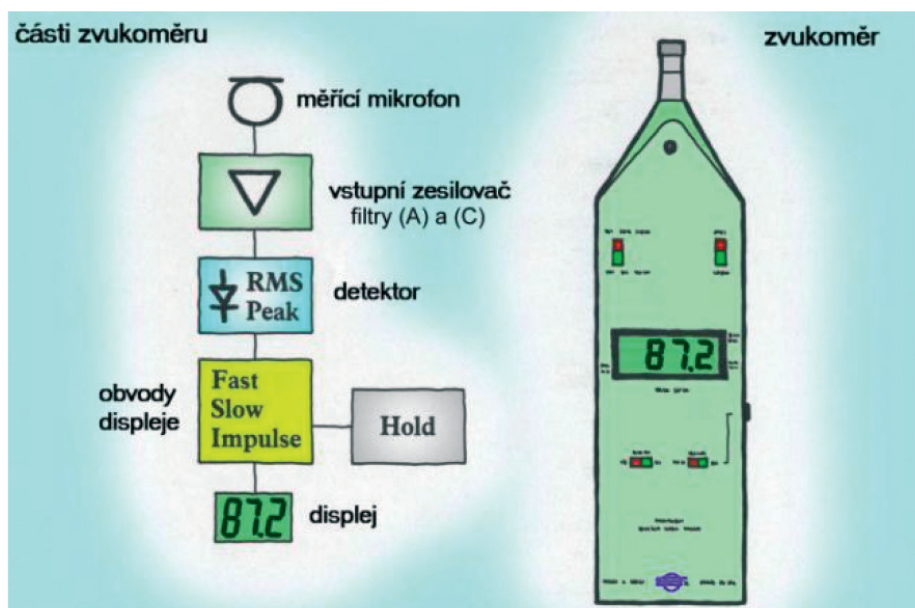 části zvukoměru
zvukoměr
měřící mikrofon
vstupní zesilovač
filtry (A) a (C)
RMS
Peak
detektor
obvody
displeje
Fast
Slow
Impulse
Hold
87.2
displej
87.2